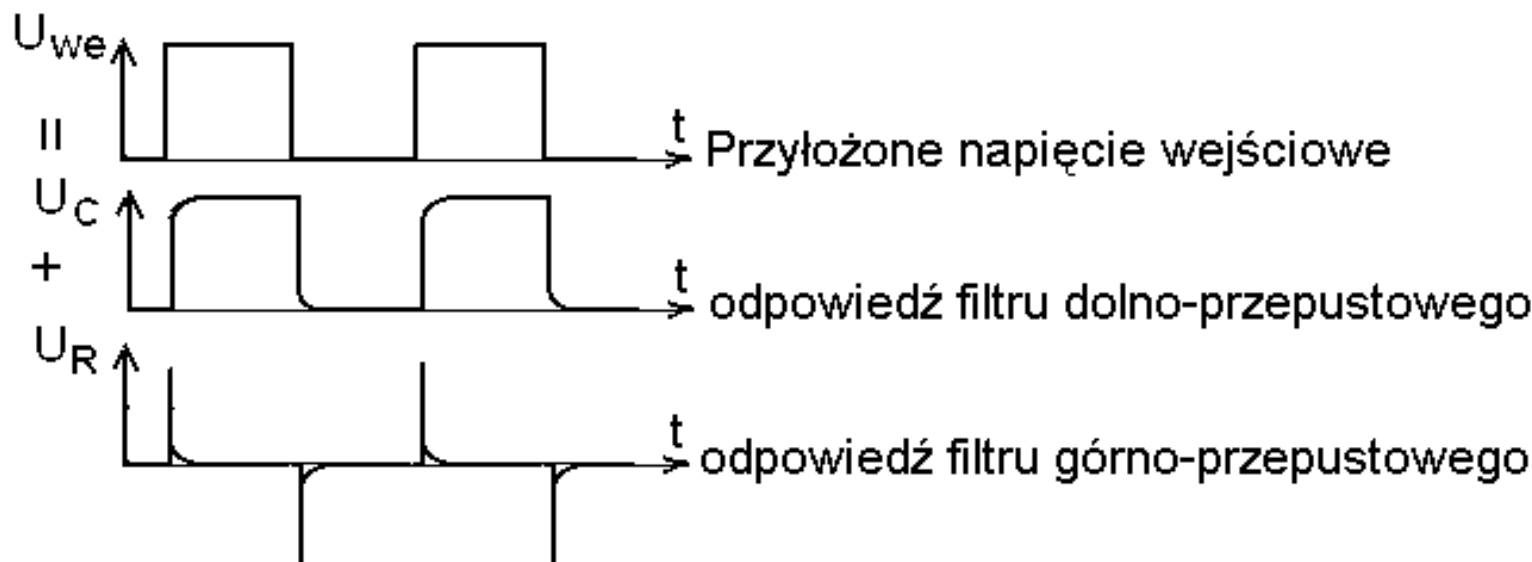 Uwe
t
Przyłożone napięcie wejściowe
=
UC
t
odpowiedź filtru dolno-przepustowego
+
UR
t
odpowiedź filtru górno-przepustowego